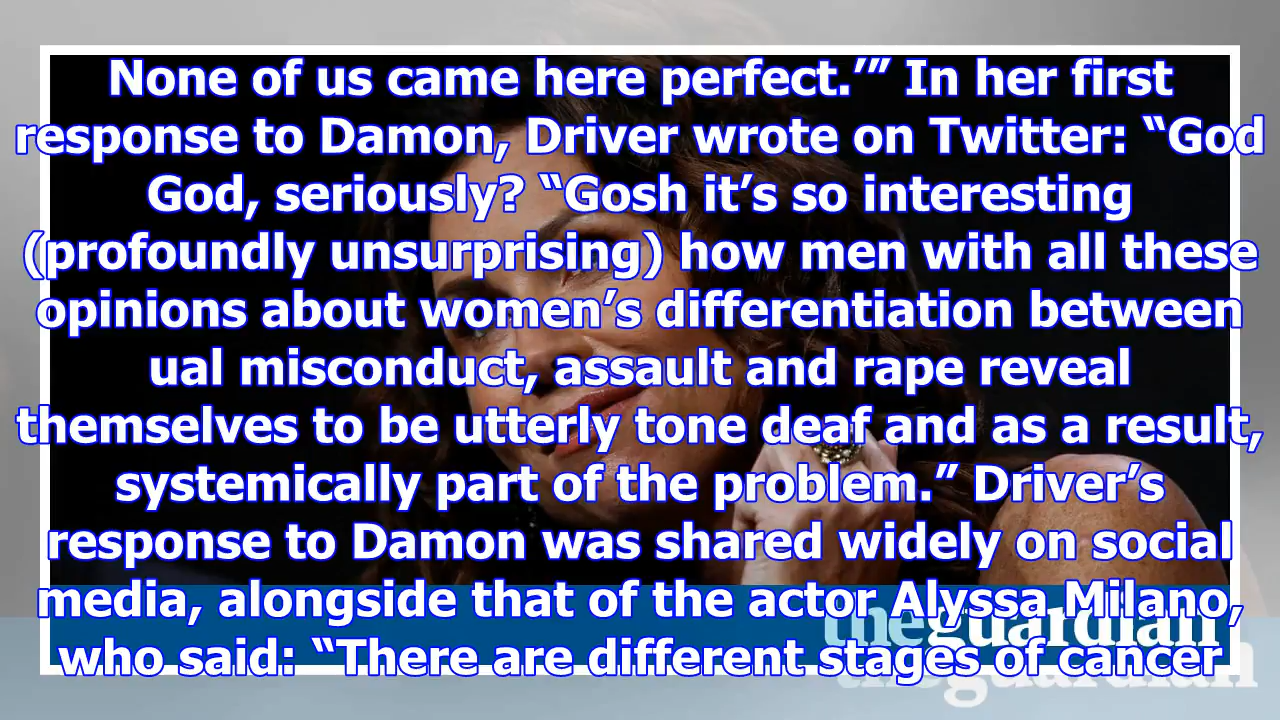 None of us came here perfect.’” In her first
response to Damon, Driver wrote on Twitter: “God
God, seriously? “Gosh it’s so interesting
(profoundly unsurprising) how men with all these
opinions about women’s differentiation between
ual misconduct, assault and rape reveal
themselves to be utterly tone deaf and as a result,
systemically part of the problem.” Driver’s
response to Damon was shared widely on social
media, alongside that of the actor Alyssa Milano,
who said: “There are different stages of cancer
theguardian
theguardian